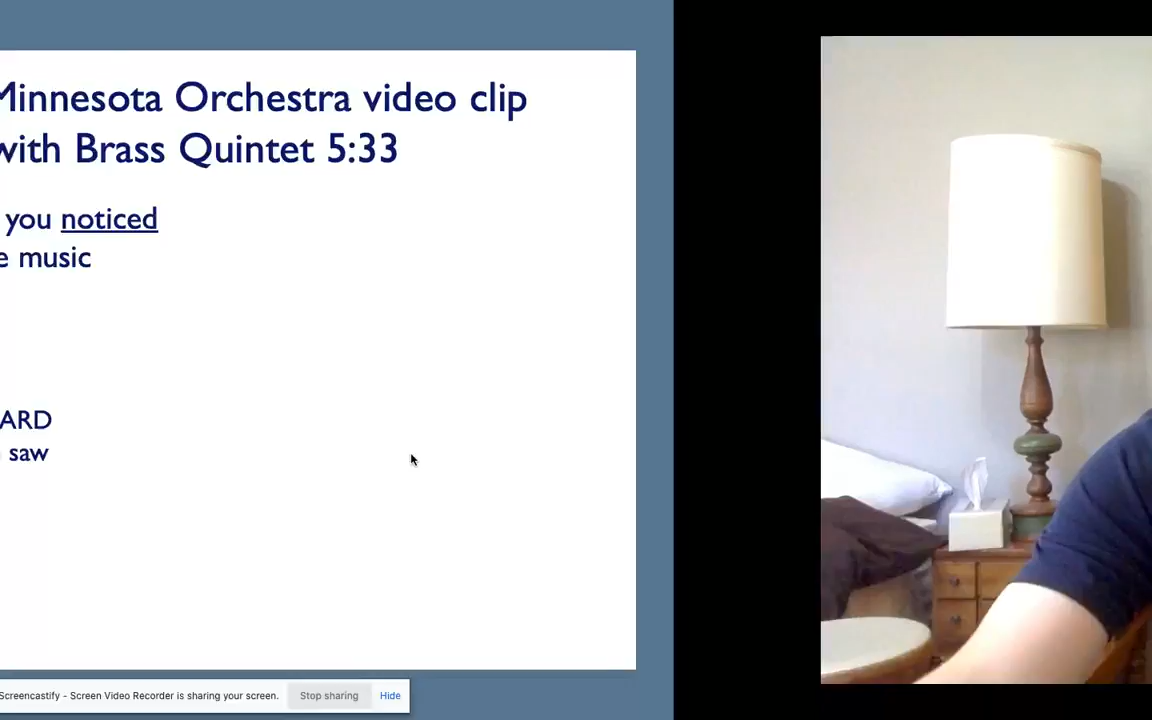 Minnesota Orchestra video clip
with Brass Quintet 5:33
you noticed
music
saw
Screencastify - Screen Video Recorder is sharing your screen. Stop sharing Hide